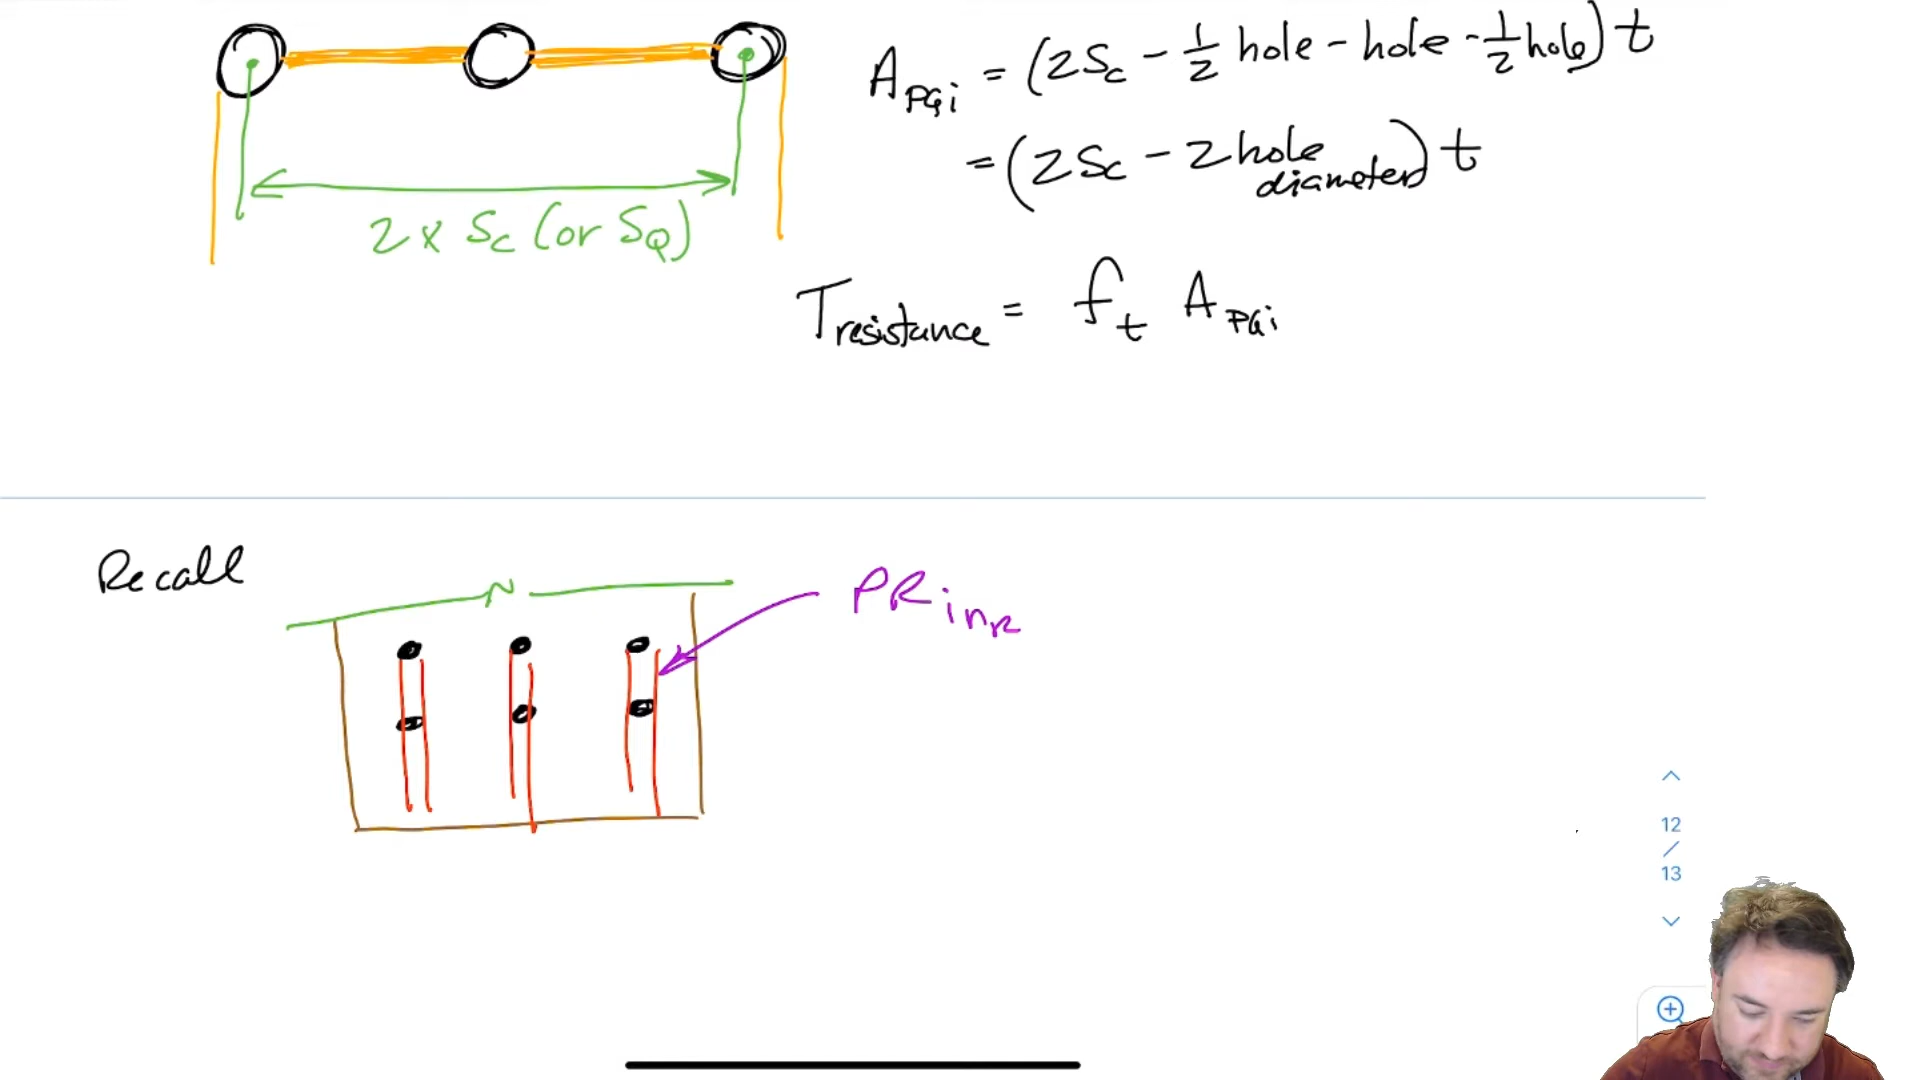 A_PGi = (2S_c - 1/2 hole - hole - 1/2 hole) t
= (2S_c - 2 hole diameter) t
2 x S_c (or S_Q)
T_resistance = f_t A_PGi
Recall
N
PR_in_R
12
/
13